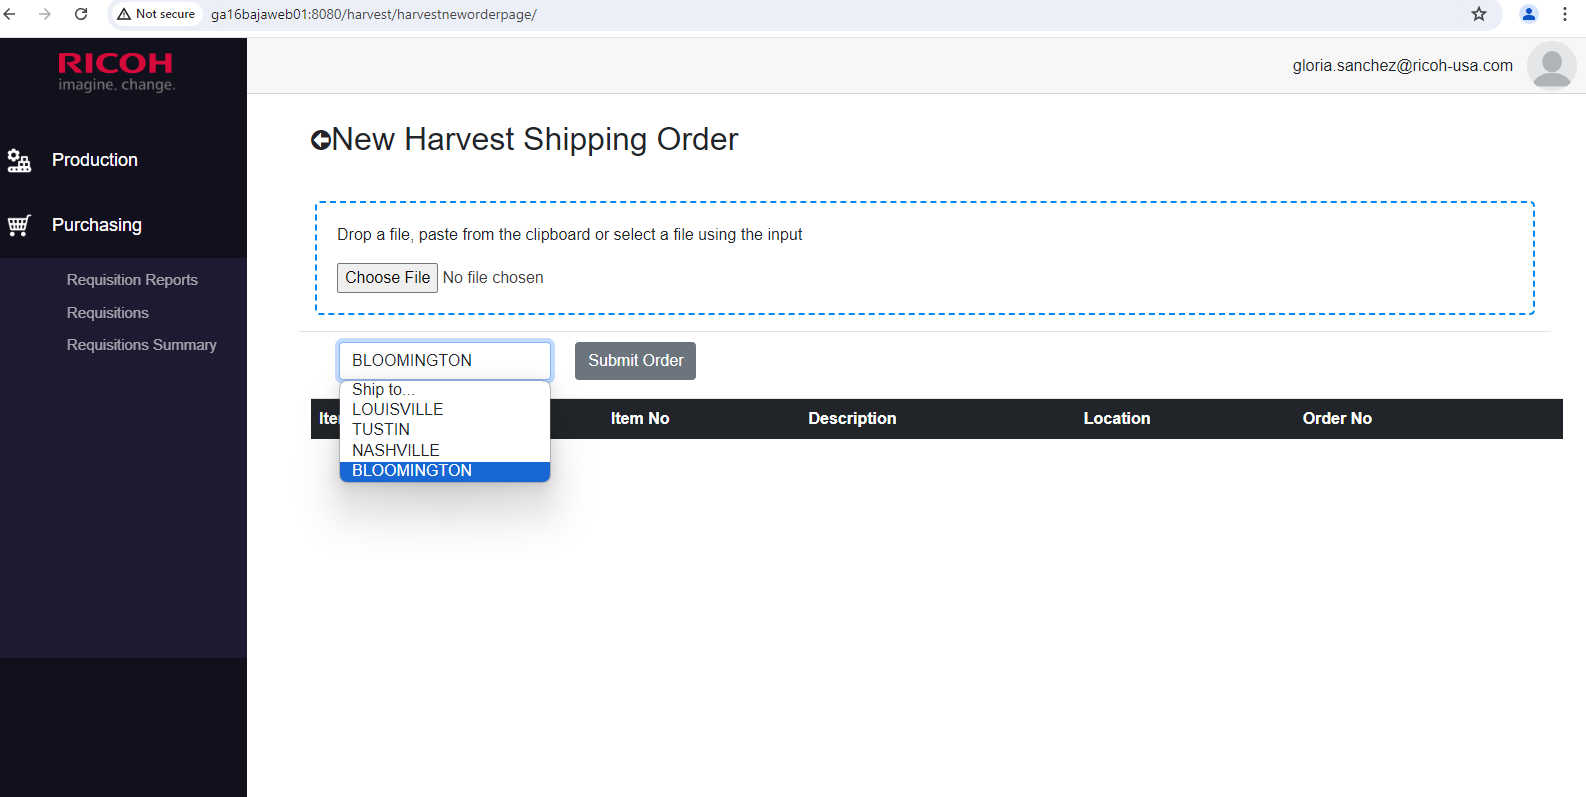 Not secure ga16bajaweb01:8080/harvest/harvestneworderpage/
RICOH
imagine. change.
gloria.sanchez@ricoh-usa.com
Production
Purchasing
Requisition Reports
Requisitions
Requisitions Summary
New Harvest Shipping Order
Drop a file, paste from the clipboard or select a file using the input
Choose File No file chosen
BLOOMINGTON Submit Order
Ship to...
LOUISVILLE
TUSTIN
NASHVILLE
BLOOMINGTON
Item No Description Location Order No